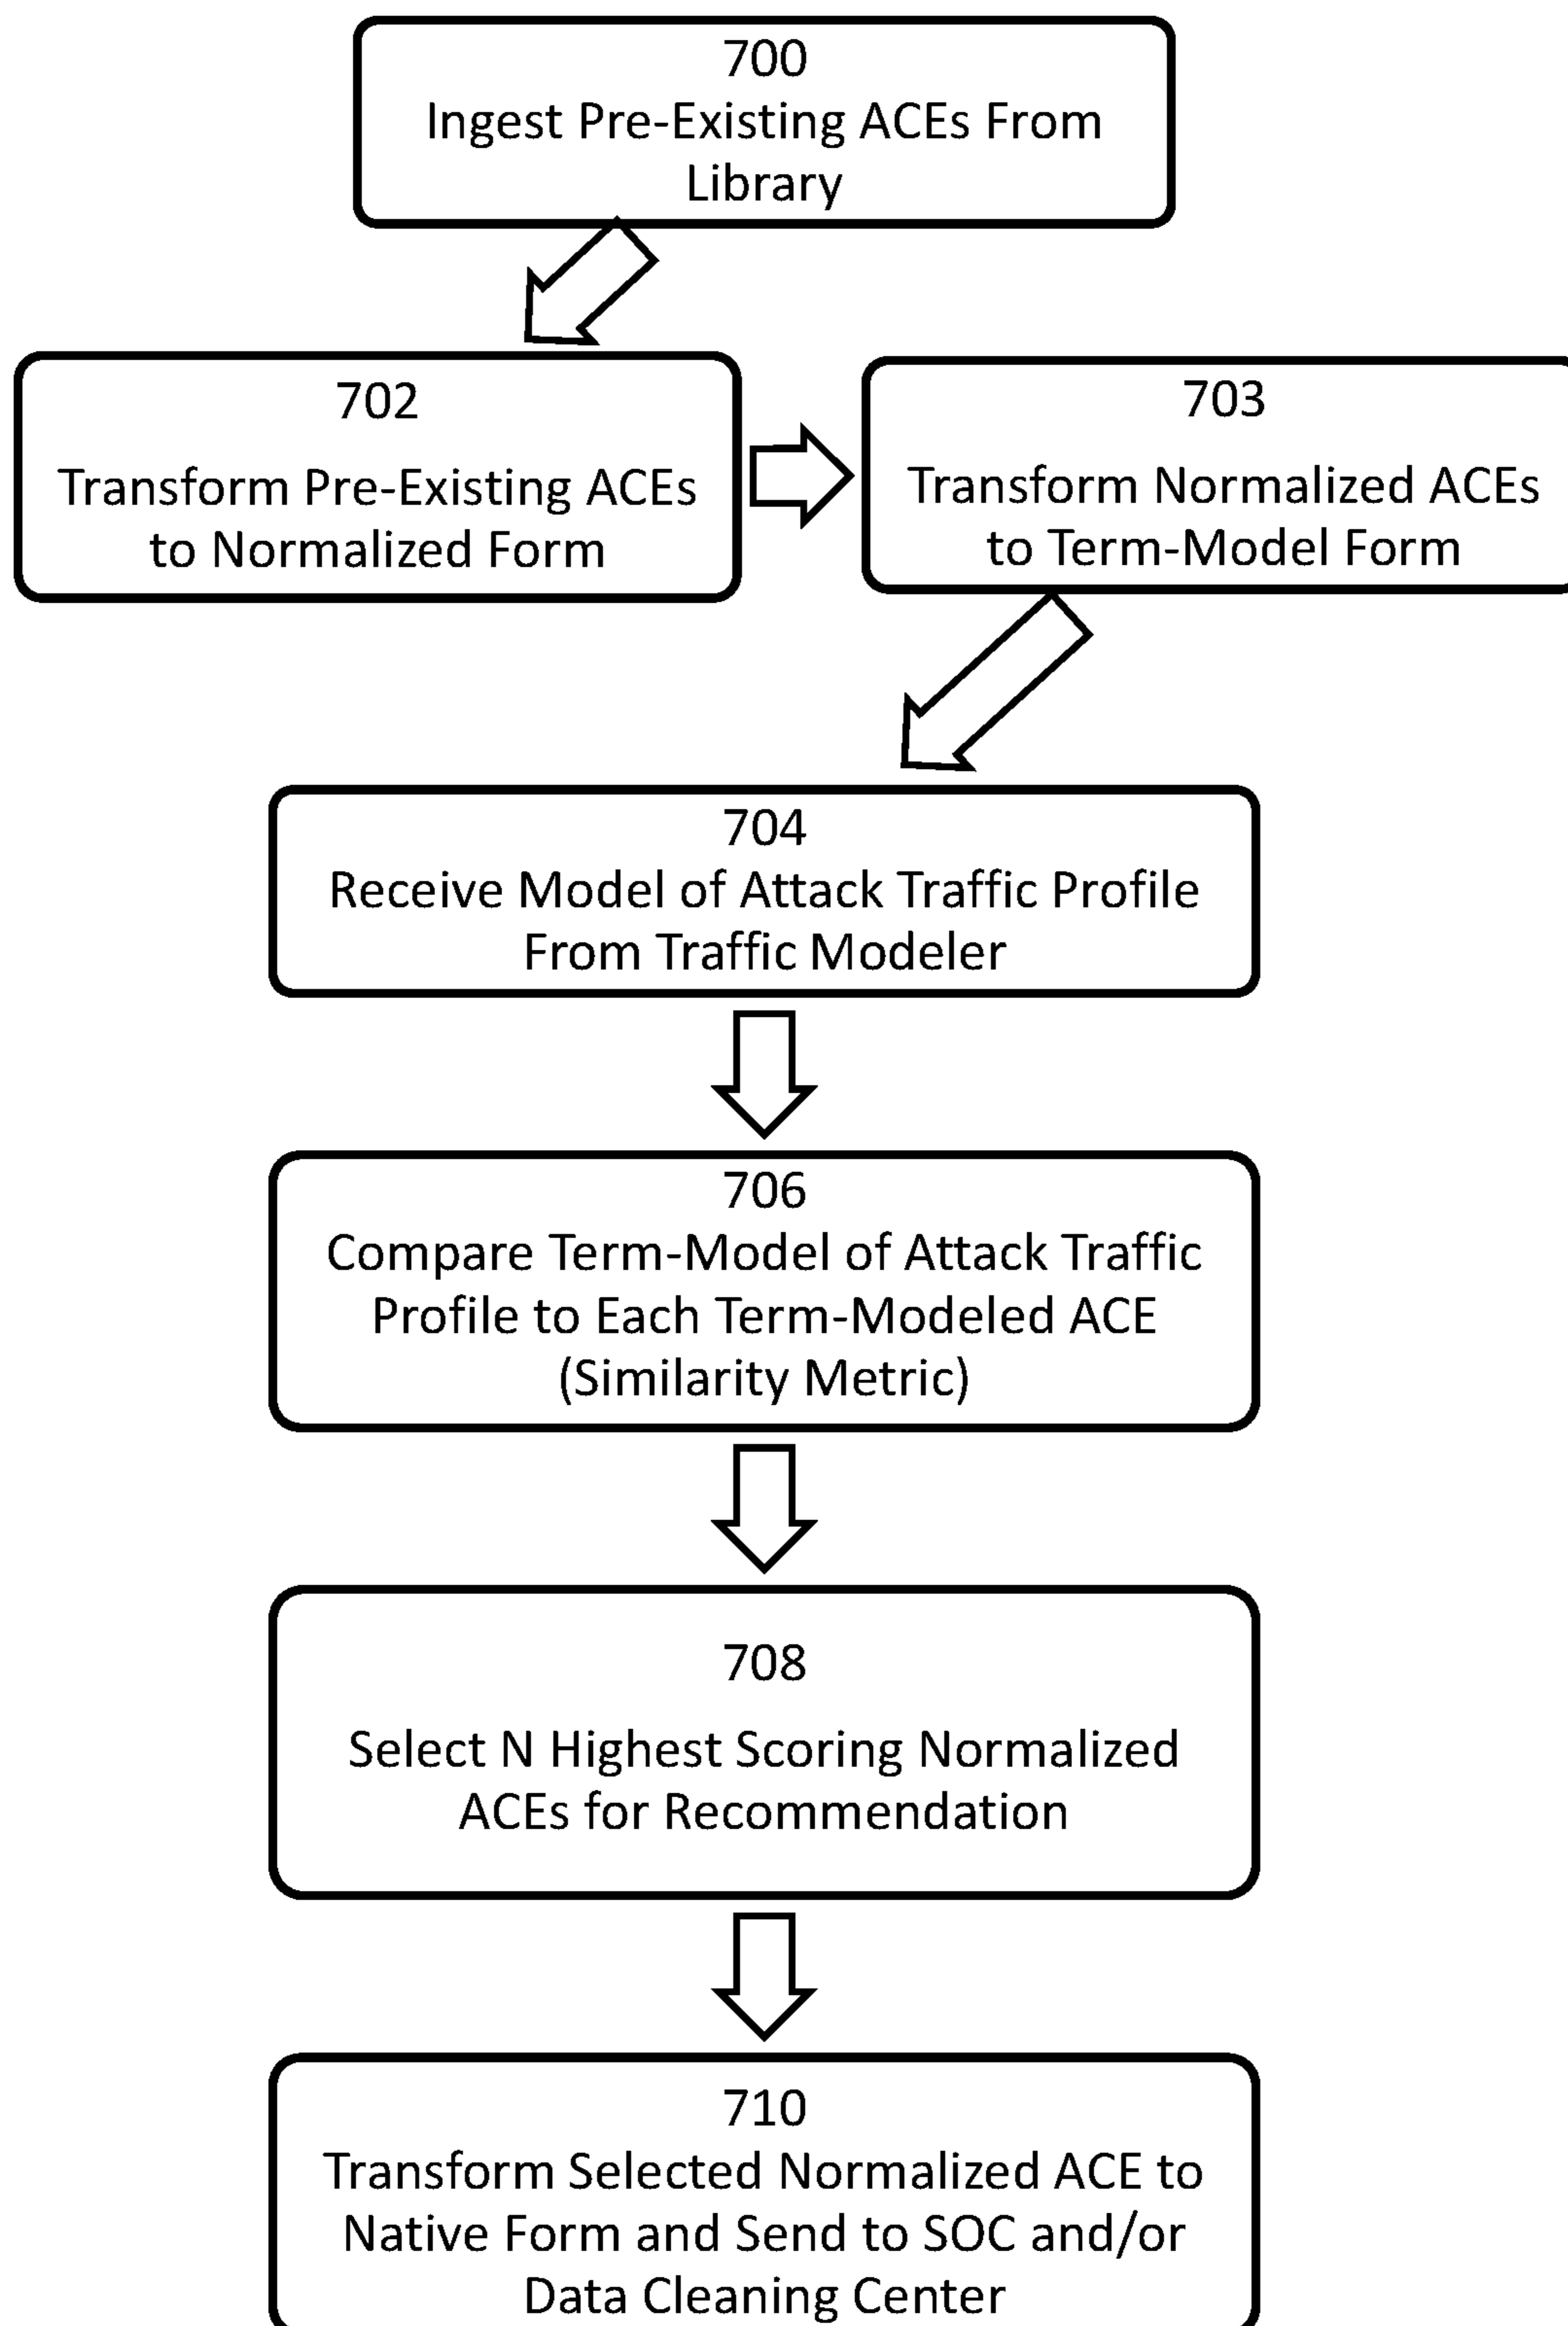 700
Ingest Pre-Existing ACEs From
Library
702
Transform Pre-Existing ACEs
to Normalized Form
703
Transform Normalized ACEs
to Term-Model Form
704
Receive Model of Attack Traffic Profile
From Traffic Modeler
706
Compare Term-Model of Attack Traffic
Profile to Each Term-Modeled ACE
(Similarity Metric)
708
Select N Highest Scoring Normalized
ACEs for Recommendation
710
Transform Selected Normalized ACE to
Native Form and Send to SOC and/or
Data Cleaning Center